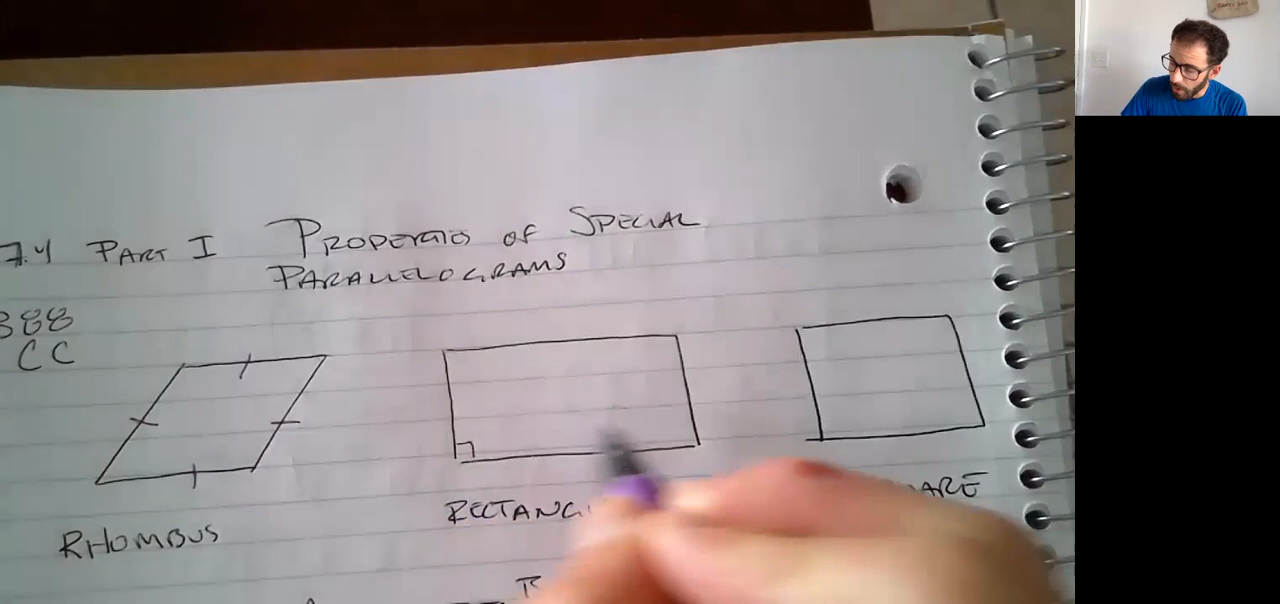 7.4 PART I PROPERTIES OF SPECIAL
PARALLELOGRAMS
388
CC
RHOMBUS